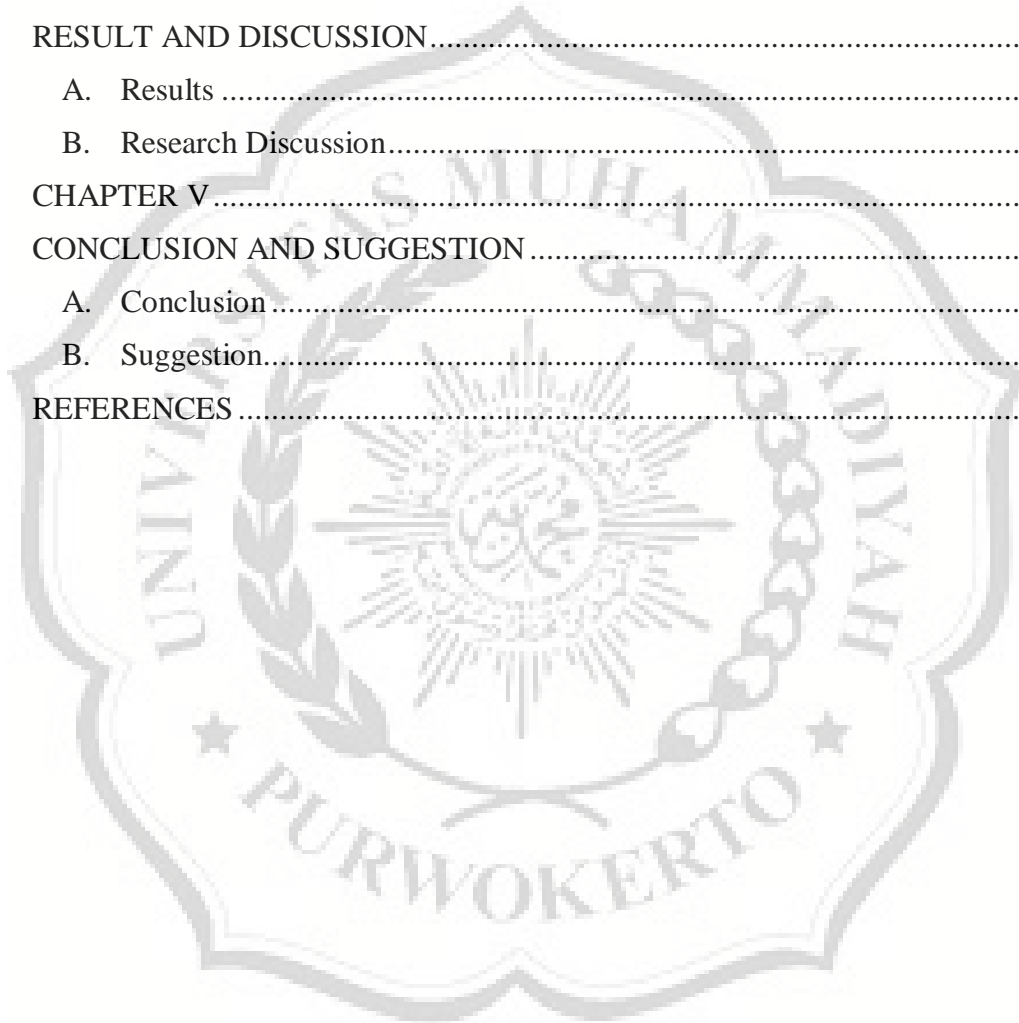 RESULT AND DISCUSSION........................................................................
A. Results ........................................................................................
B. Research Discussion....................................................................
CHAPTER V..........................................................................................
CONCLUSION AND SUGGESTION ..........................................................
A. Conclusion ...................................................................................
B. Suggestion....................................................................................
REFERENCES .......................................................................................
UNIVERSITAS MUHAMMADIYAH
PURWOKERTO